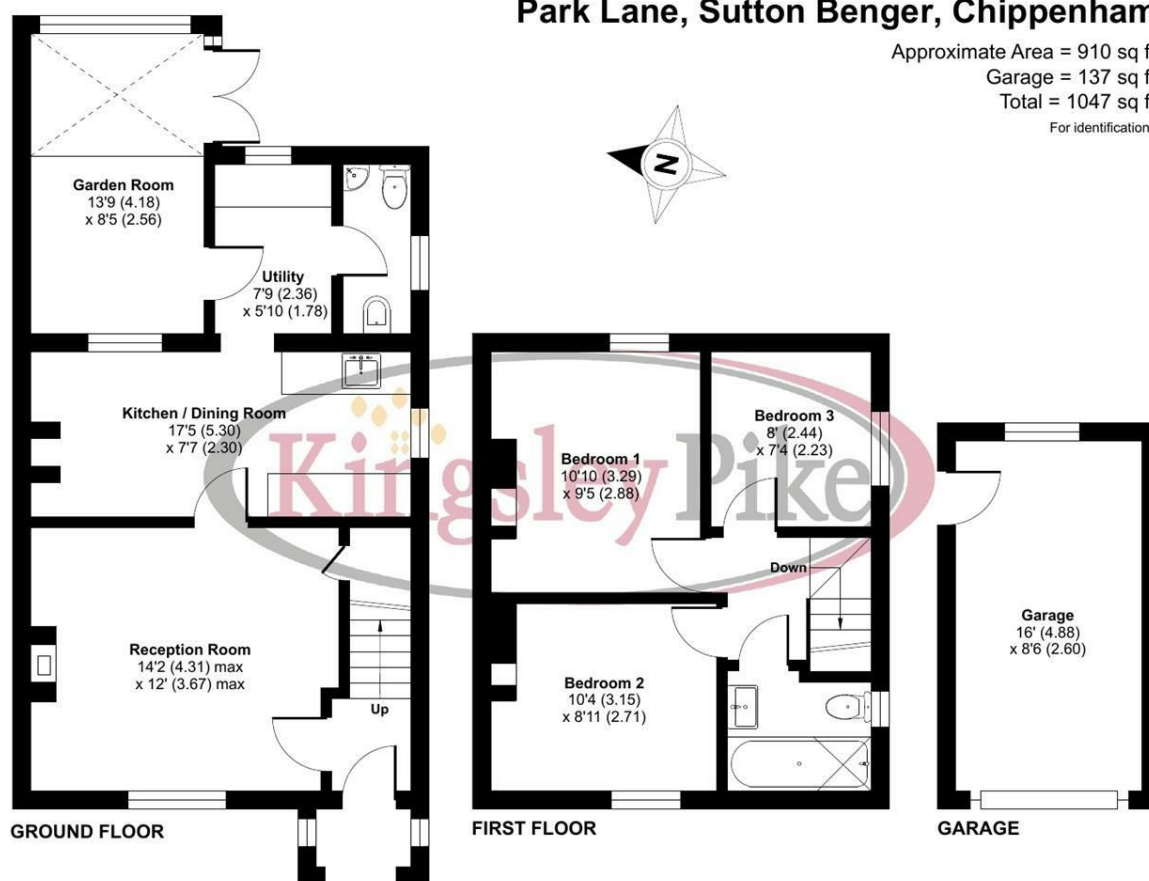 Park Lane, Sutton Benger, Chippenham
Approximate Area = 910 sq f
Garage = 137 sq f
Total = 1047 sq f
For identification
N
Garden Room
13'9 (4.18)
x 8'5 (2.56)
Utility
7'9 (2.36)
x 5'10 (1.78)
Kitchen / Dining Room
17'5 (5.30)
x 7'7 (2.30)
Reception Room
14'2 (4.31) max
x 12' (3.67) max
Up
GROUND FLOOR
Kingsley Pike
Bedroom 1
10'10 (3.29)
x 9'5 (2.88)
Bedroom 3
8' (2.44)
x 7'4 (2.23)
Down
Bedroom 2
10'4 (3.15)
x 8'11 (2.71)
FIRST FLOOR
Garage
16' (4.88)
x 8'6 (2.60)
GARAGE